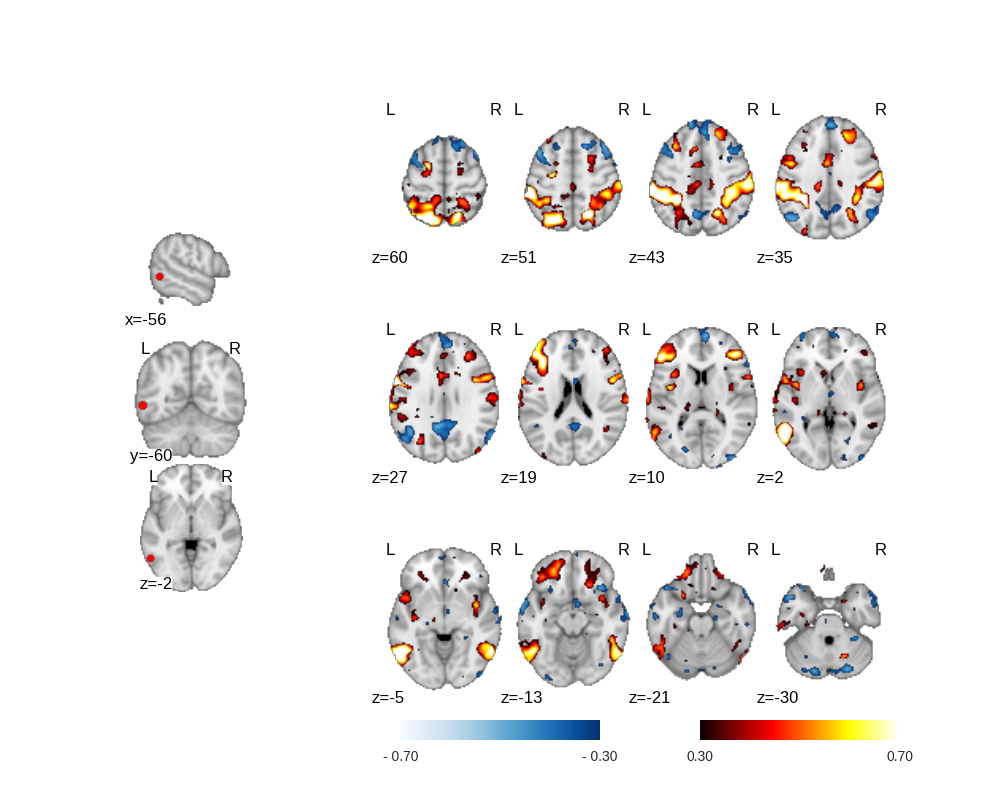 L R L R L R L R
z=60 z=51 z=43 z=35
x=-56
L R
L R L R L R L R
y=-60
L R
z=27 z=19 z=10 z=2
z=-2
L R L R L R L R
z=-5 z=-13 z=-21 z=-30
- 0.70 - 0.30 0.30 0.70